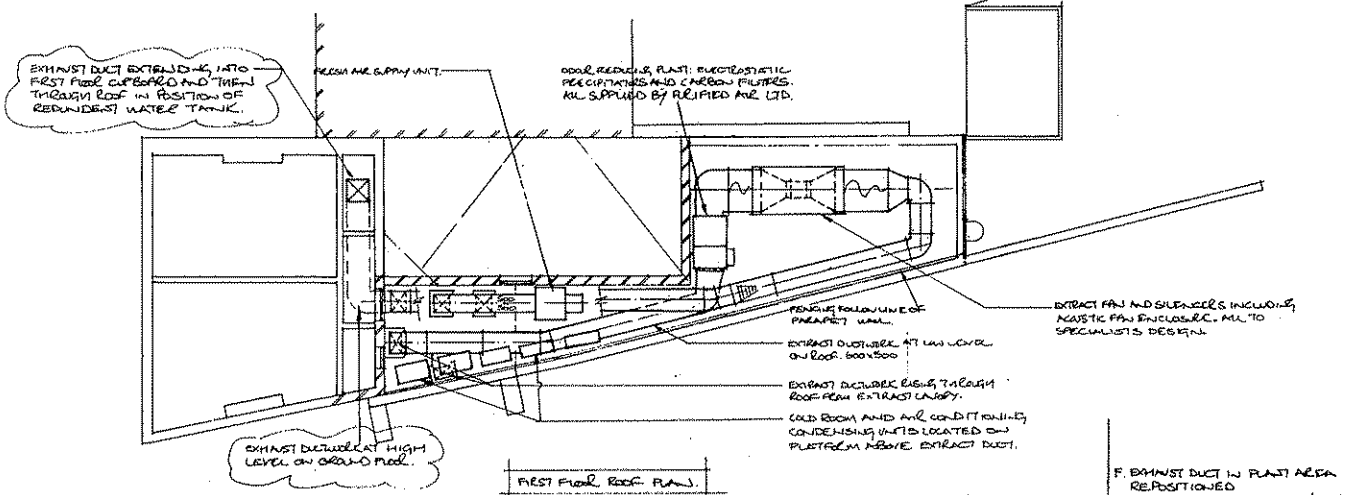 EXHAUST DUCT EXTENDING INTO
FIRST FLOOR CUPBOARD AND THEN
THROUGH ROOF IN POSITION OF
REDUNDENT WATER TANK.
FRESH AIR SUPPLY UNIT.
ODOUR REDUCING PLANT: ELECTROSTATIC
PRECIPITATORS AND CARBON FILTERS.
ALL SUPPLIED BY PURIFIED AIR LTD.
FENCING FOLLOW LINE OF
PARAPET WALL.
EXTRACT FAN AND SILENCERS INCLUDING
ACUSTIC FAN ENCLOSURE. ALL TO
SPECIALISTS DESIGN.
EXTRACT DUCTWORK AT LOW LEVEL
ON ROOF. 500x500
EXTRACT DUCTWORK RISING THROUGH
ROOF FROM EXTRACT CANOPY.
COLD ROOM AND AIR CONDITIONING
CONDENSING UNITS LOCATED ON
PLATFORM ABOVE EXTRACT DUCT.
EXHAUST DUCTWORK AT HIGH
LEVEL ON GROUND FLOOR.
FIRST FLOOR ROOF PLAN.
F. EXHAUST DUCT IN PLANT AREA
REPOSITIONED